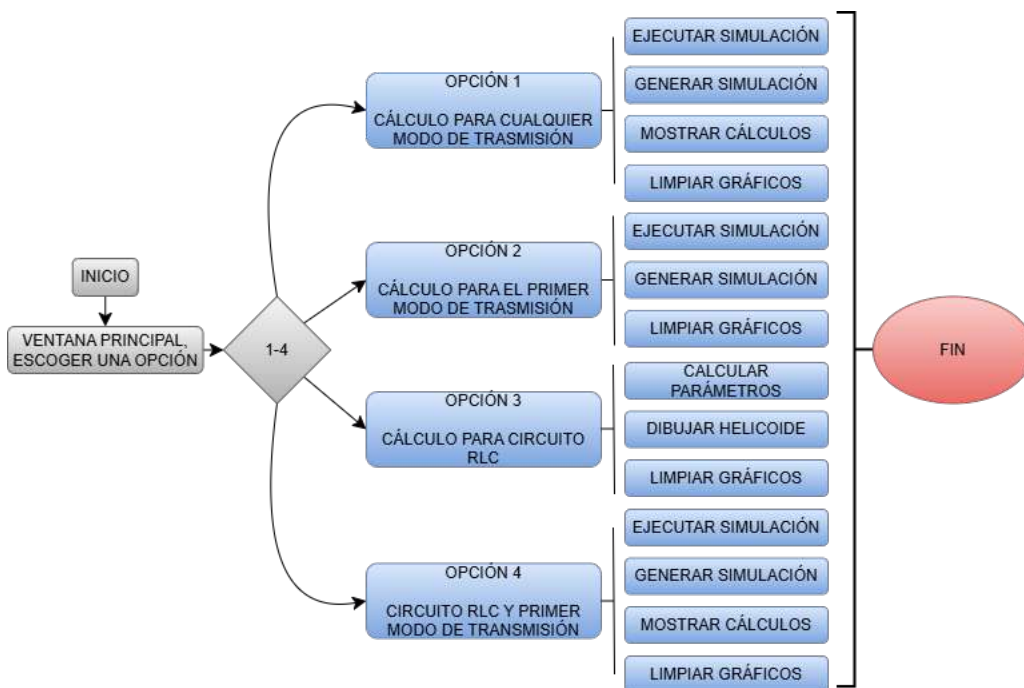 INICIO
VENTANA PRINCIPAL,
ESCOGER UNA OPCIÓN
1-4
OPCIÓN 1
CÁLCULO PARA CUALQUIER
MODO DE TRASMISIÓN
EJECUTAR SIMULACIÓN
GENERAR SIMULACIÓN
MOSTRAR CÁLCULOS
LIMPIAR GRÁFICOS
OPCIÓN 2
CÁLCULO PARA EL PRIMER
MODO DE TRASMISIÓN
EJECUTAR SIMULACIÓN
GENERAR SIMULACIÓN
LIMPIAR GRÁFICOS
OPCIÓN 3
CÁLCULO PARA CIRCUITO
RLC
CALCULAR
PARÁMETROS
DIBUJAR HELICOIDE
LIMPIAR GRÁFICOS
OPCIÓN 4
CIRCUITO RLC Y PRIMER
MODO DE TRANSMISIÓN
EJECUTAR SIMULACIÓN
GENERAR SIMULACIÓN
MOSTRAR CÁLCULOS
LIMPIAR GRÁFICOS
FIN